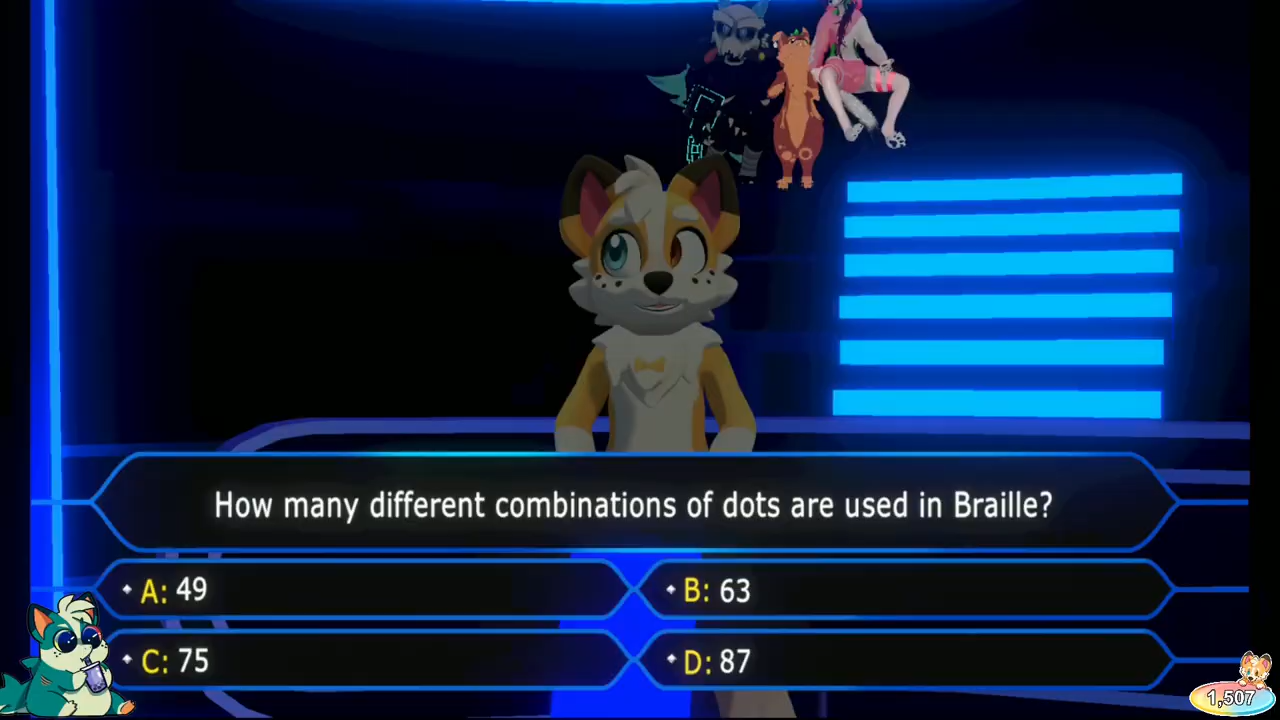 How many different combinations of dots are used in Braille?
A: 49
B: 63
C: 75
D: 87
1,507